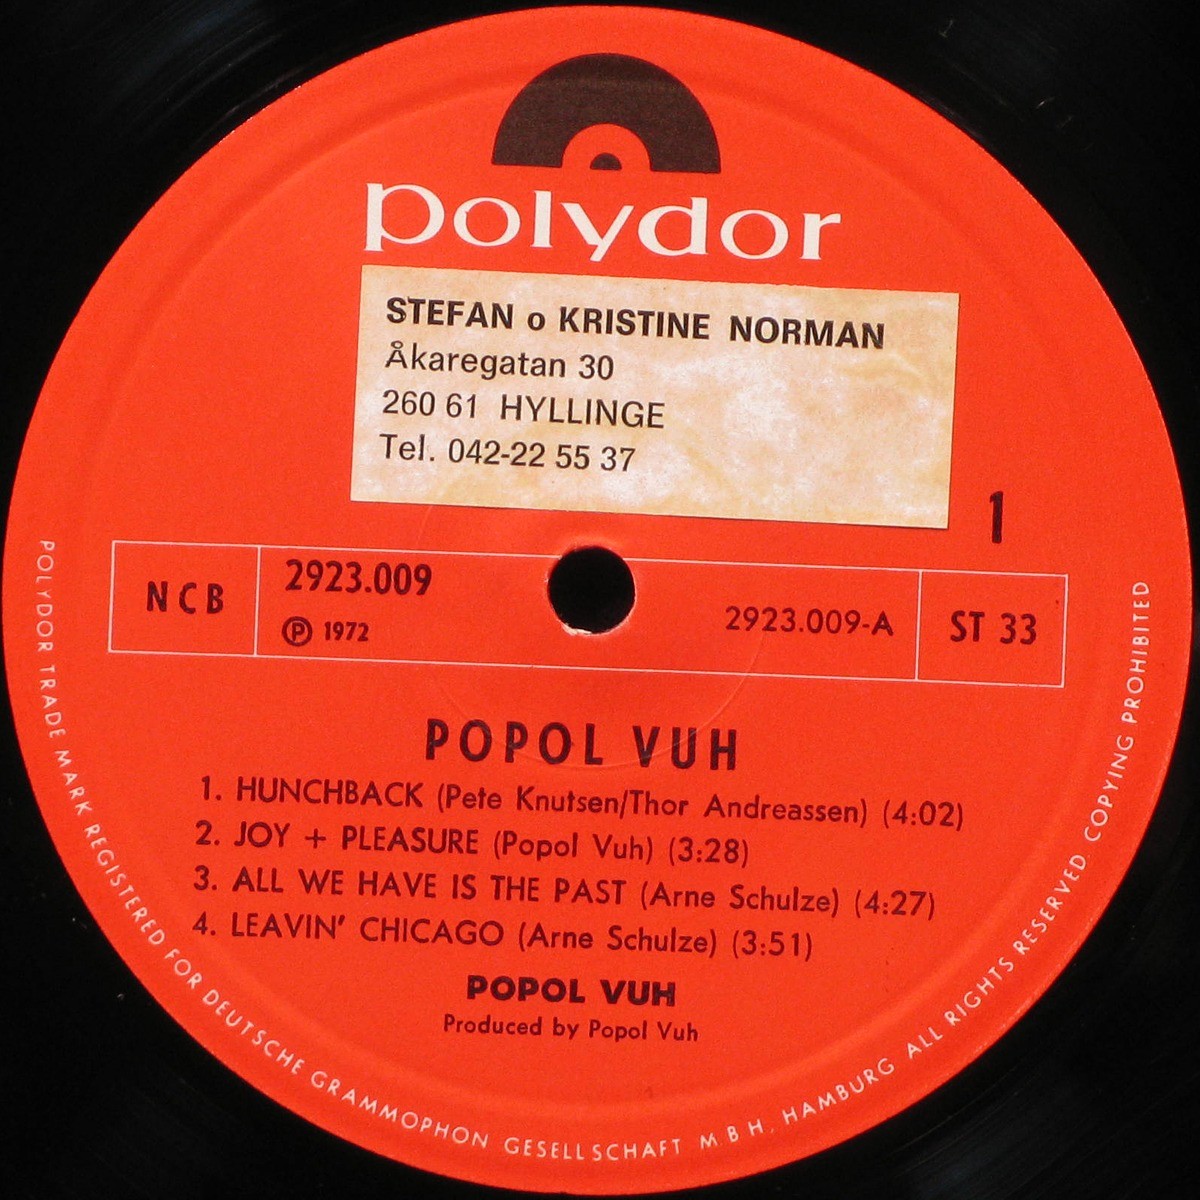 polydor
STEFAN o KRISTINE NORMAN
Åkaregatan 30
260 61 HYLLINGE
Tel. 042-22 55 37
1
NCB
2923.009
Ⓟ 1972
2923.009-A
ST 33
POPOL VUH
1. HUNCHBACK (Pete Knutsen/Thor Andreassen) (4:02)
2. JOY + PLEASURE (Popol Vuh) (3:28)
3. ALL WE HAVE IS THE PAST (Arne Schulze) (4:27)
4. LEAVIN' CHICAGO (Arne Schulze) (3:51)
POPOL VUH
Produced by Popol Vuh
POLYDOR TRADE MARK REGISTERED FOR DEUTSCHE GRAMMOPHON GESELLSCHAFT M B H, HAMBURG ALL RIGHTS RESERVED COPYING PROHIBITED